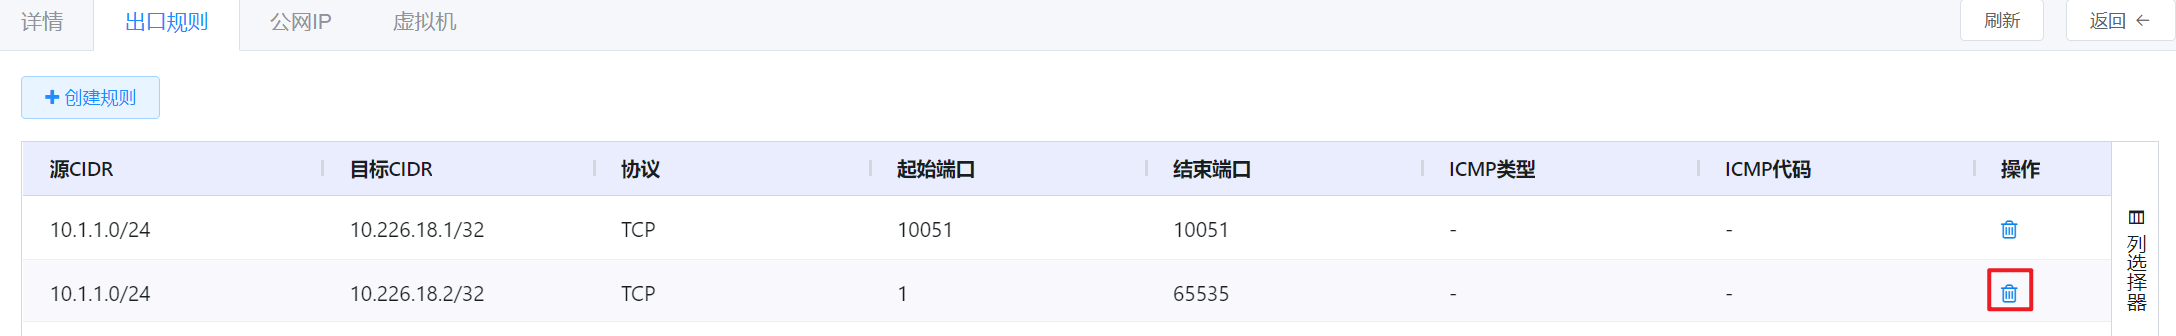 详情 出口规则 公网IP 虚拟机 刷新 返回 ←
+ 创建规则
源CIDR 目标CIDR 协议 起始端口 结束端口 ICMP类型 ICMP代码 操作
10.1.1.0/24 10.226.18.1/32 TCP 10051 10051 - -
10.1.1.0/24 10.226.18.2/32 TCP 1 65535 - -
列选择器